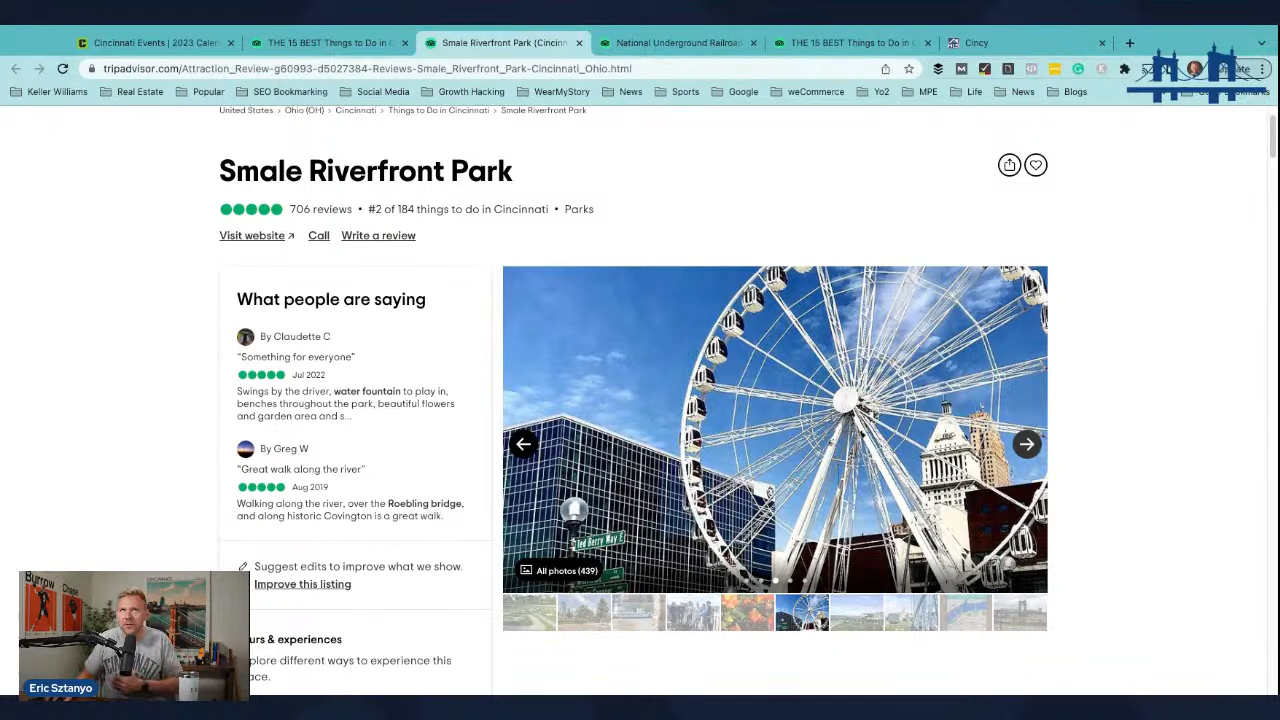 Cincinnati Events | 2023 Calen
THE 15 BEST Things to Do in C
Smale Riverfront Park (Cincin
National Underground Railroad
THE 15 BEST Things to Do in C
Cincy
tripadvisor.com/Attraction_Review-g60993-d5027384-Reviews-Smale_Riverfront_Park-Cincinnati_Ohio.html
Keller Williams
Real Estate
Popular
SEO Bookmarking
Social Media
Growth Hacking
WearMyStory
News
Sports
Google
weCommerce
Yo2
MPE
Life
News
Blogs
United States > Ohio (OH) > Cincinnati > Things to Do in Cincinnati > Smale Riverfront Park
Smale Riverfront Park
706 reviews • #2 of 184 things to do in Cincinnati • Parks
Visit website Call Write a review
What people are saying
By Claudette C
"Something for everyone"
Jul 2022
Swings by the driver, water fountain to play in,
benches throughout the park, beautiful flowers
and garden area and s...
By Greg W
"Great walk along the river"
Aug 2019
Walking along the river, over the Roebling bridge,
and along historic Covington is a great walk.
Suggest edits to improve what we show.
Improve this listing
urs & experiences
plore different ways to experience this
ace.
Ted Berry Way E
All photos (439)
Burrow
Chase
CINCINNATI
Eric Sztanyo